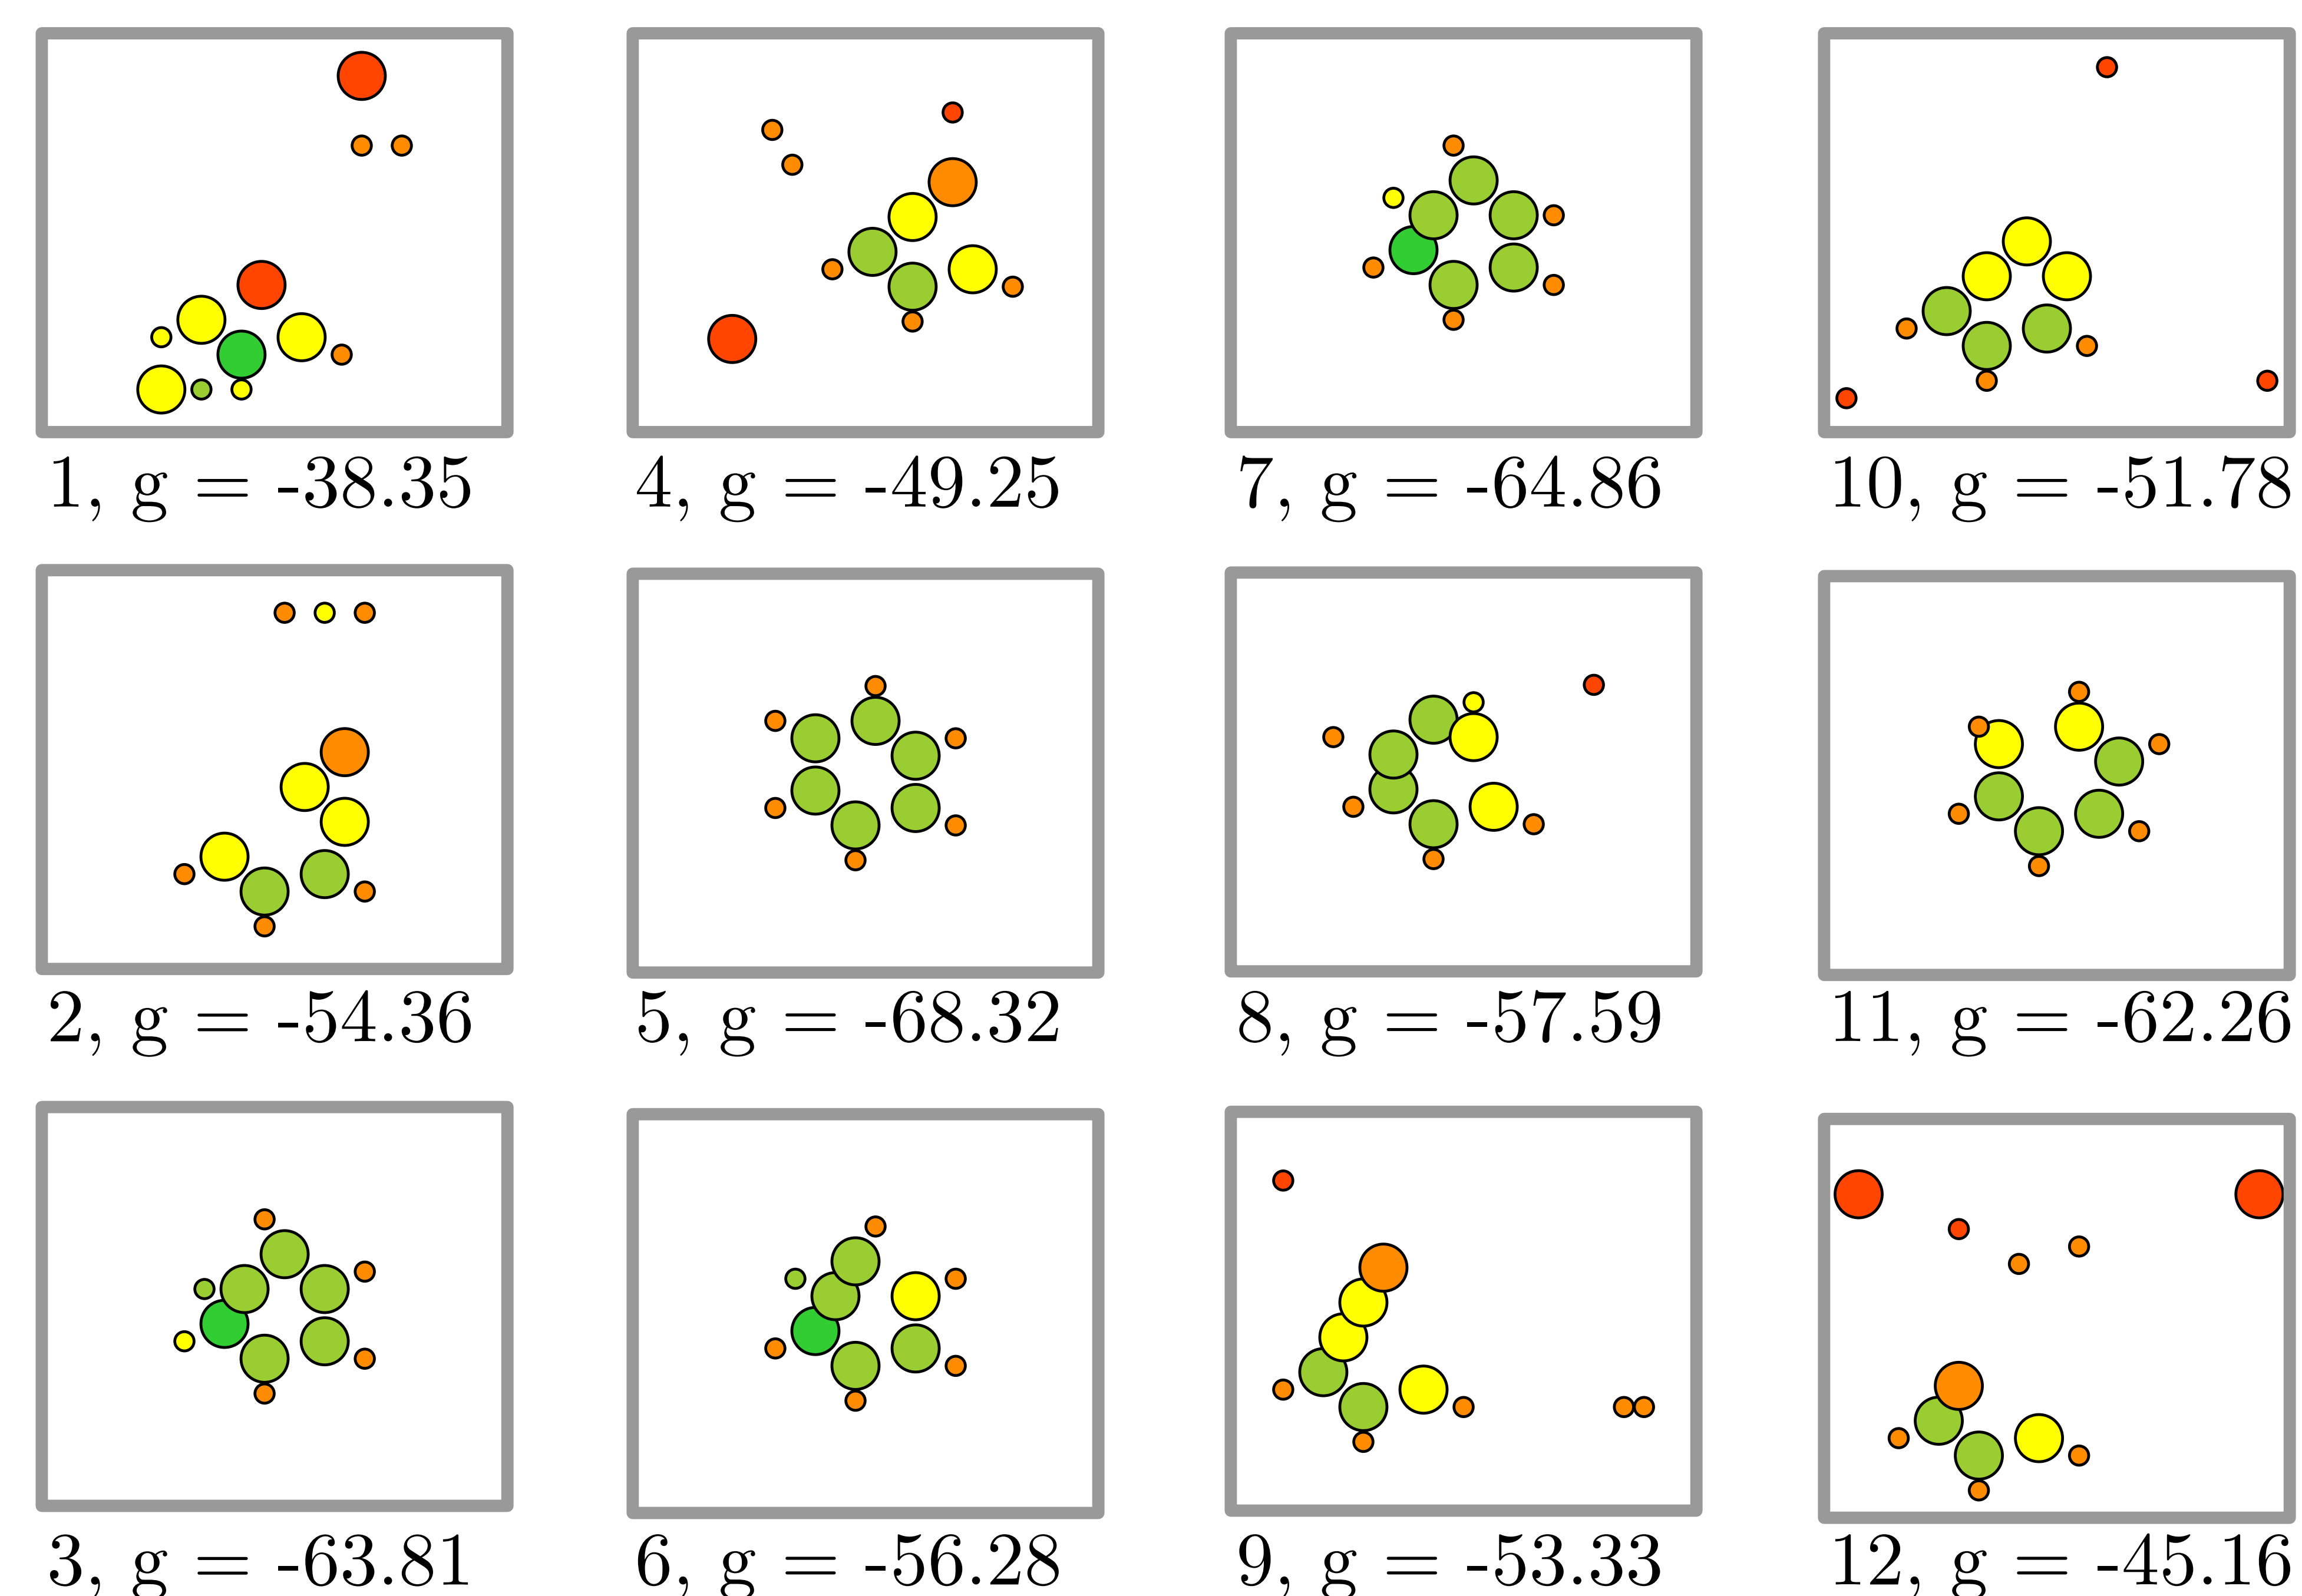 1, g = -38.35
4, g = -49.25
7, g = -64.86
10, g = -51.78
2, g = -54.36
5, g = -68.32
8, g = -57.59
11, g = -62.26
3, g = -63.81
6, g = -56.28
9, g = -53.33
12, g = -45.16